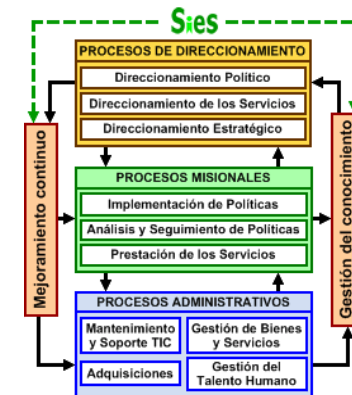 Sies
PROCESOS DE DIRECCIONAMIENTO
Direccionamiento Político
Direccionamiento de los Servicios
Direccionamiento Estratégico
Mejoramiento continuo
Gestión del conocimiento
PROCESOS MISIONALES
Implementación de Políticas
Análisis y Seguimiento de Políticas
Prestación de los Servicios
PROCESOS ADMINISTRATIVOS
Mantenimiento
y Soporte TIC
Gestión de Bienes
y Servicios
Adquisiciones
Gestión del
Talento Humano